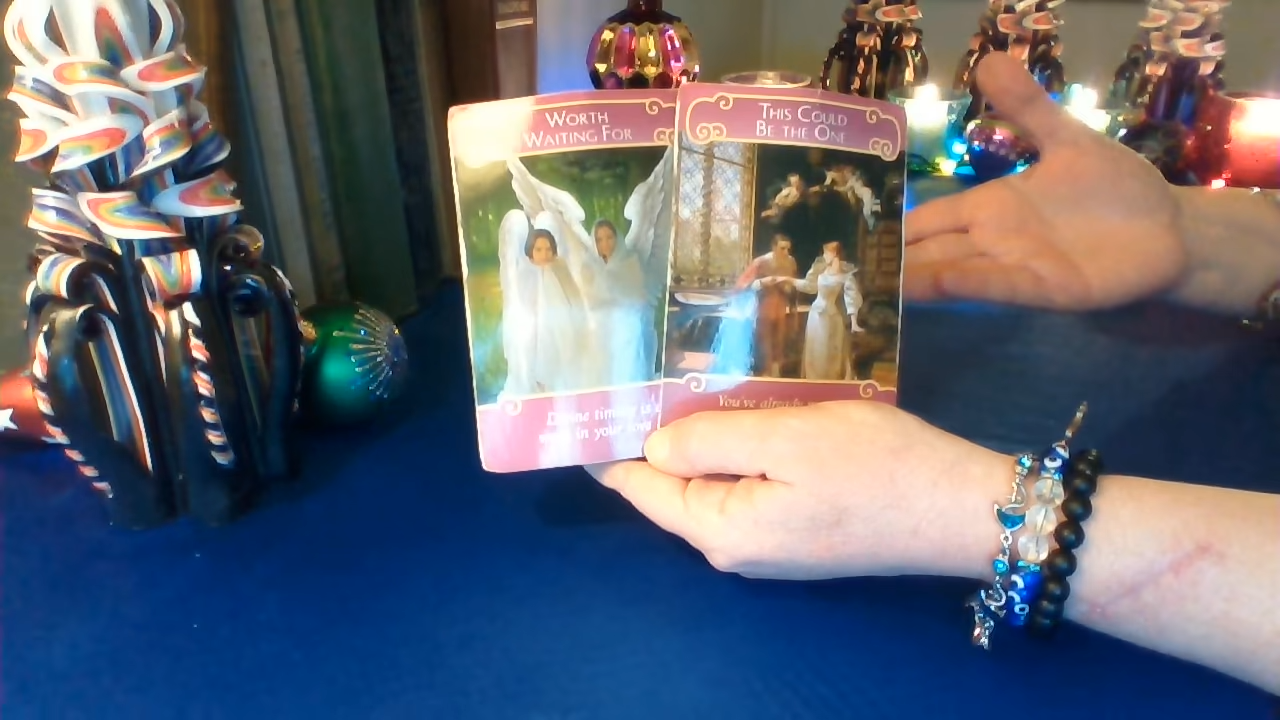 WORTH
WAITING FOR
THIS COULD
BE THE ONE
Divine timing is
in your love
You've already